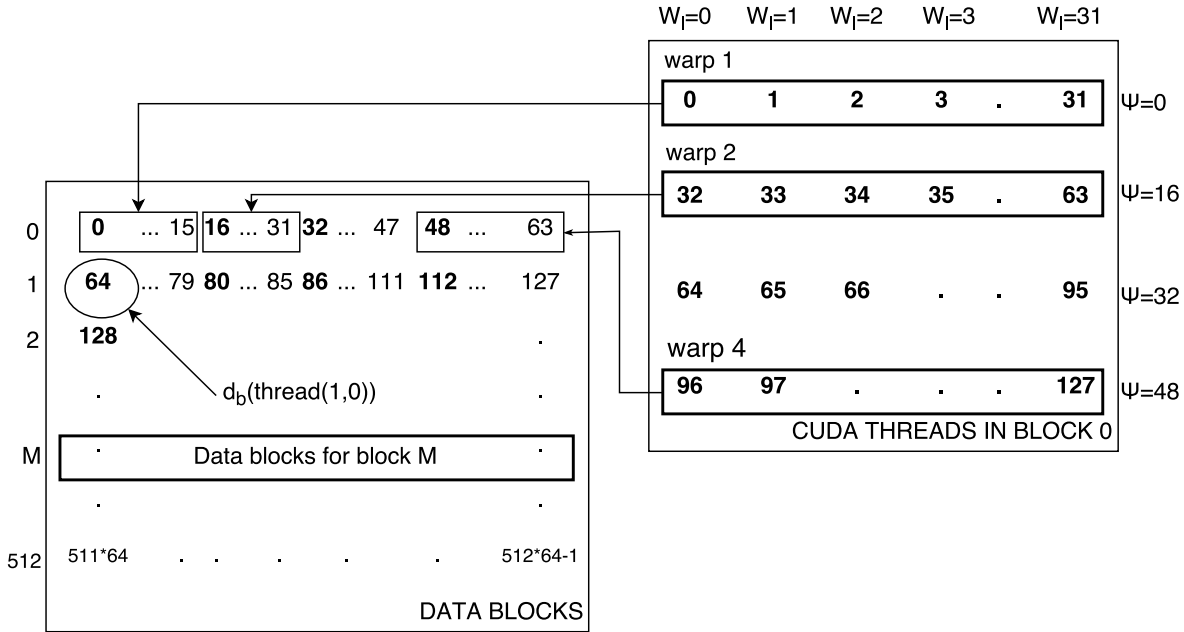 W_l=0 W_l=1 W_l=2 W_l=3 W_l=31
warp 1
0 1 2 3 . 31 Ψ=0
warp 2
32 33 34 35 . 63 Ψ=16
64 65 66 . . 95 Ψ=32
warp 4
96 97 . . . 127 Ψ=48
CUDA THREADS IN BLOCK 0
0 0 ... 15 16 ... 31 32 ... 47 48 ... 63
1 64 ... 79 80 ... 85 86 ... 111 112 ... 127
2 128 .
d_b(thread(1,0))
. .
M . Data blocks for block M .
. .
512 511*64 . . . . . 512*64-1
DATA BLOCKS